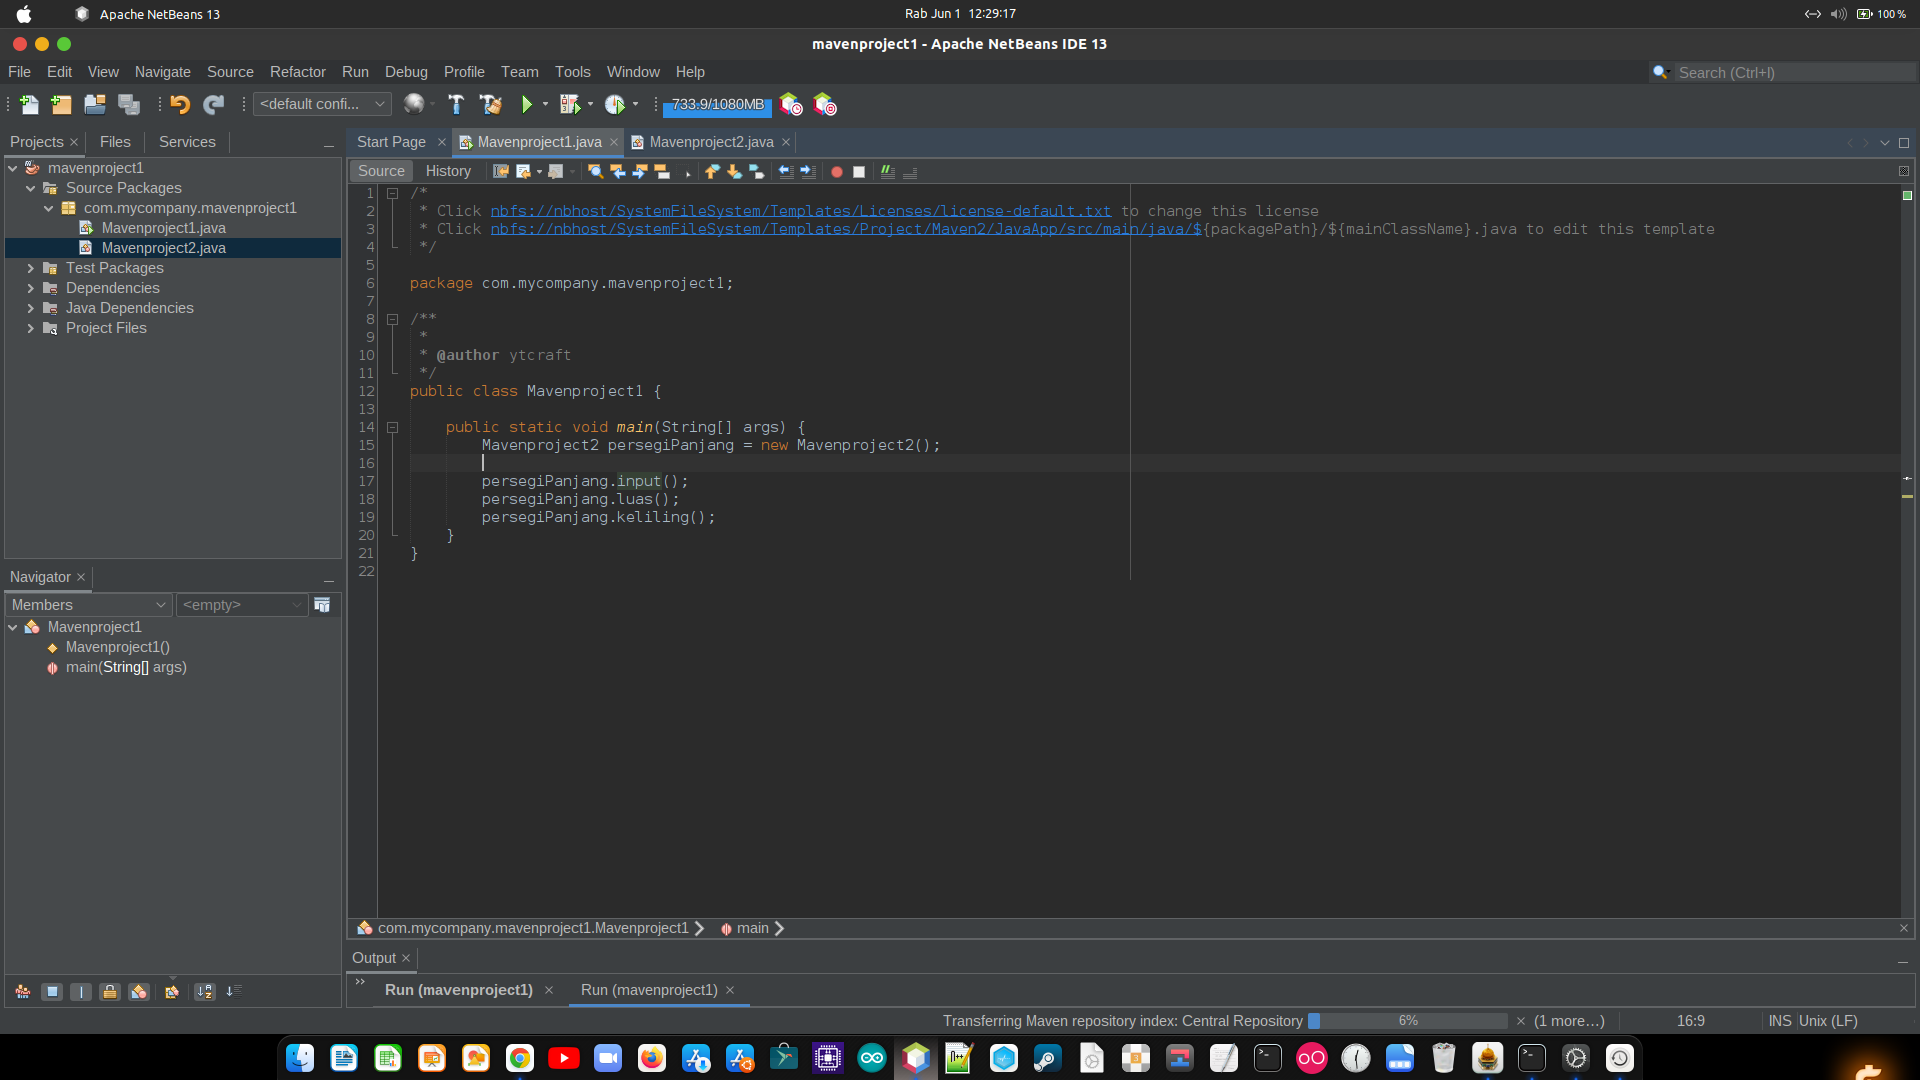 Apache NetBeans 13
Rab Jun 1 12:29:17
100 %
mavenproject1 - Apache NetBeans IDE 13
File Edit View Navigate Source Refactor Run Debug Profile Team Tools Window Help
Search (Ctrl+I)
<default confi...
733.9/1080MB
Projects Files Services
Start Page Mavenproject1.java Mavenproject2.java
Source History
mavenproject1
Source Packages
com.mycompany.mavenproject1
Mavenproject1.java
Mavenproject2.java
Test Packages
Dependencies
Java Dependencies
Project Files
Navigator
Members <empty>
Mavenproject1
Mavenproject1()
main(String[] args)
1 /*
2 * Click nbfs://nbhost/SystemFileSystem/Templates/Licenses/license-default.txt to change this license
3 * Click nbfs://nbhost/SystemFileSystem/Templates/Project/Maven2/JavaApp/src/main/java/${packagePath}/${mainClassName}.java to edit this template
4 */
5
6 package com.mycompany.mavenproject1;
7
8 /**
9 *
10 * @author ytcraft
11 */
12 public class Mavenproject1 {
13
14 public static void main(String[] args) {
15 Mavenproject2 persegiPanjang = new Mavenproject2();
16
17 persegiPanjang.input();
18 persegiPanjang.luas();
19 persegiPanjang.keliling();
20 }
21 }
22
com.mycompany.mavenproject1.Mavenproject1 main
Output
Run (mavenproject1) Run (mavenproject1)
Transferring Maven repository index: Central Repository 6% (1 more...) 16:9 INS Unix (LF)